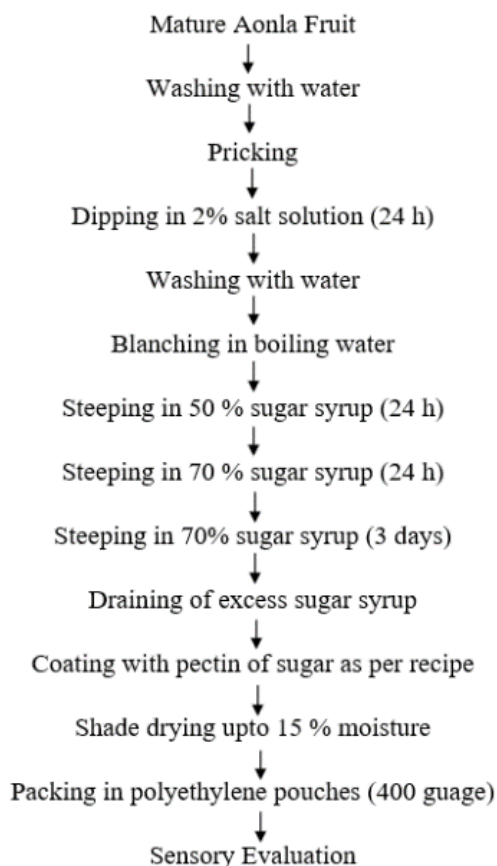 Mature Aonla Fruit
Washing with water
Pricking
Dipping in 2% salt solution (24 h)
Washing with water
Blanching in boiling water
Steeping in 50 % sugar syrup (24 h)
Steeping in 70 % sugar syrup (24 h)
Steeping in 70% sugar syrup (3 days)
Draining of excess sugar syrup
Coating with pectin of sugar as per recipe
Shade drying upto 15 % moisture
Packing in polyethylene pouches (400 guage)
Sensory Evaluation